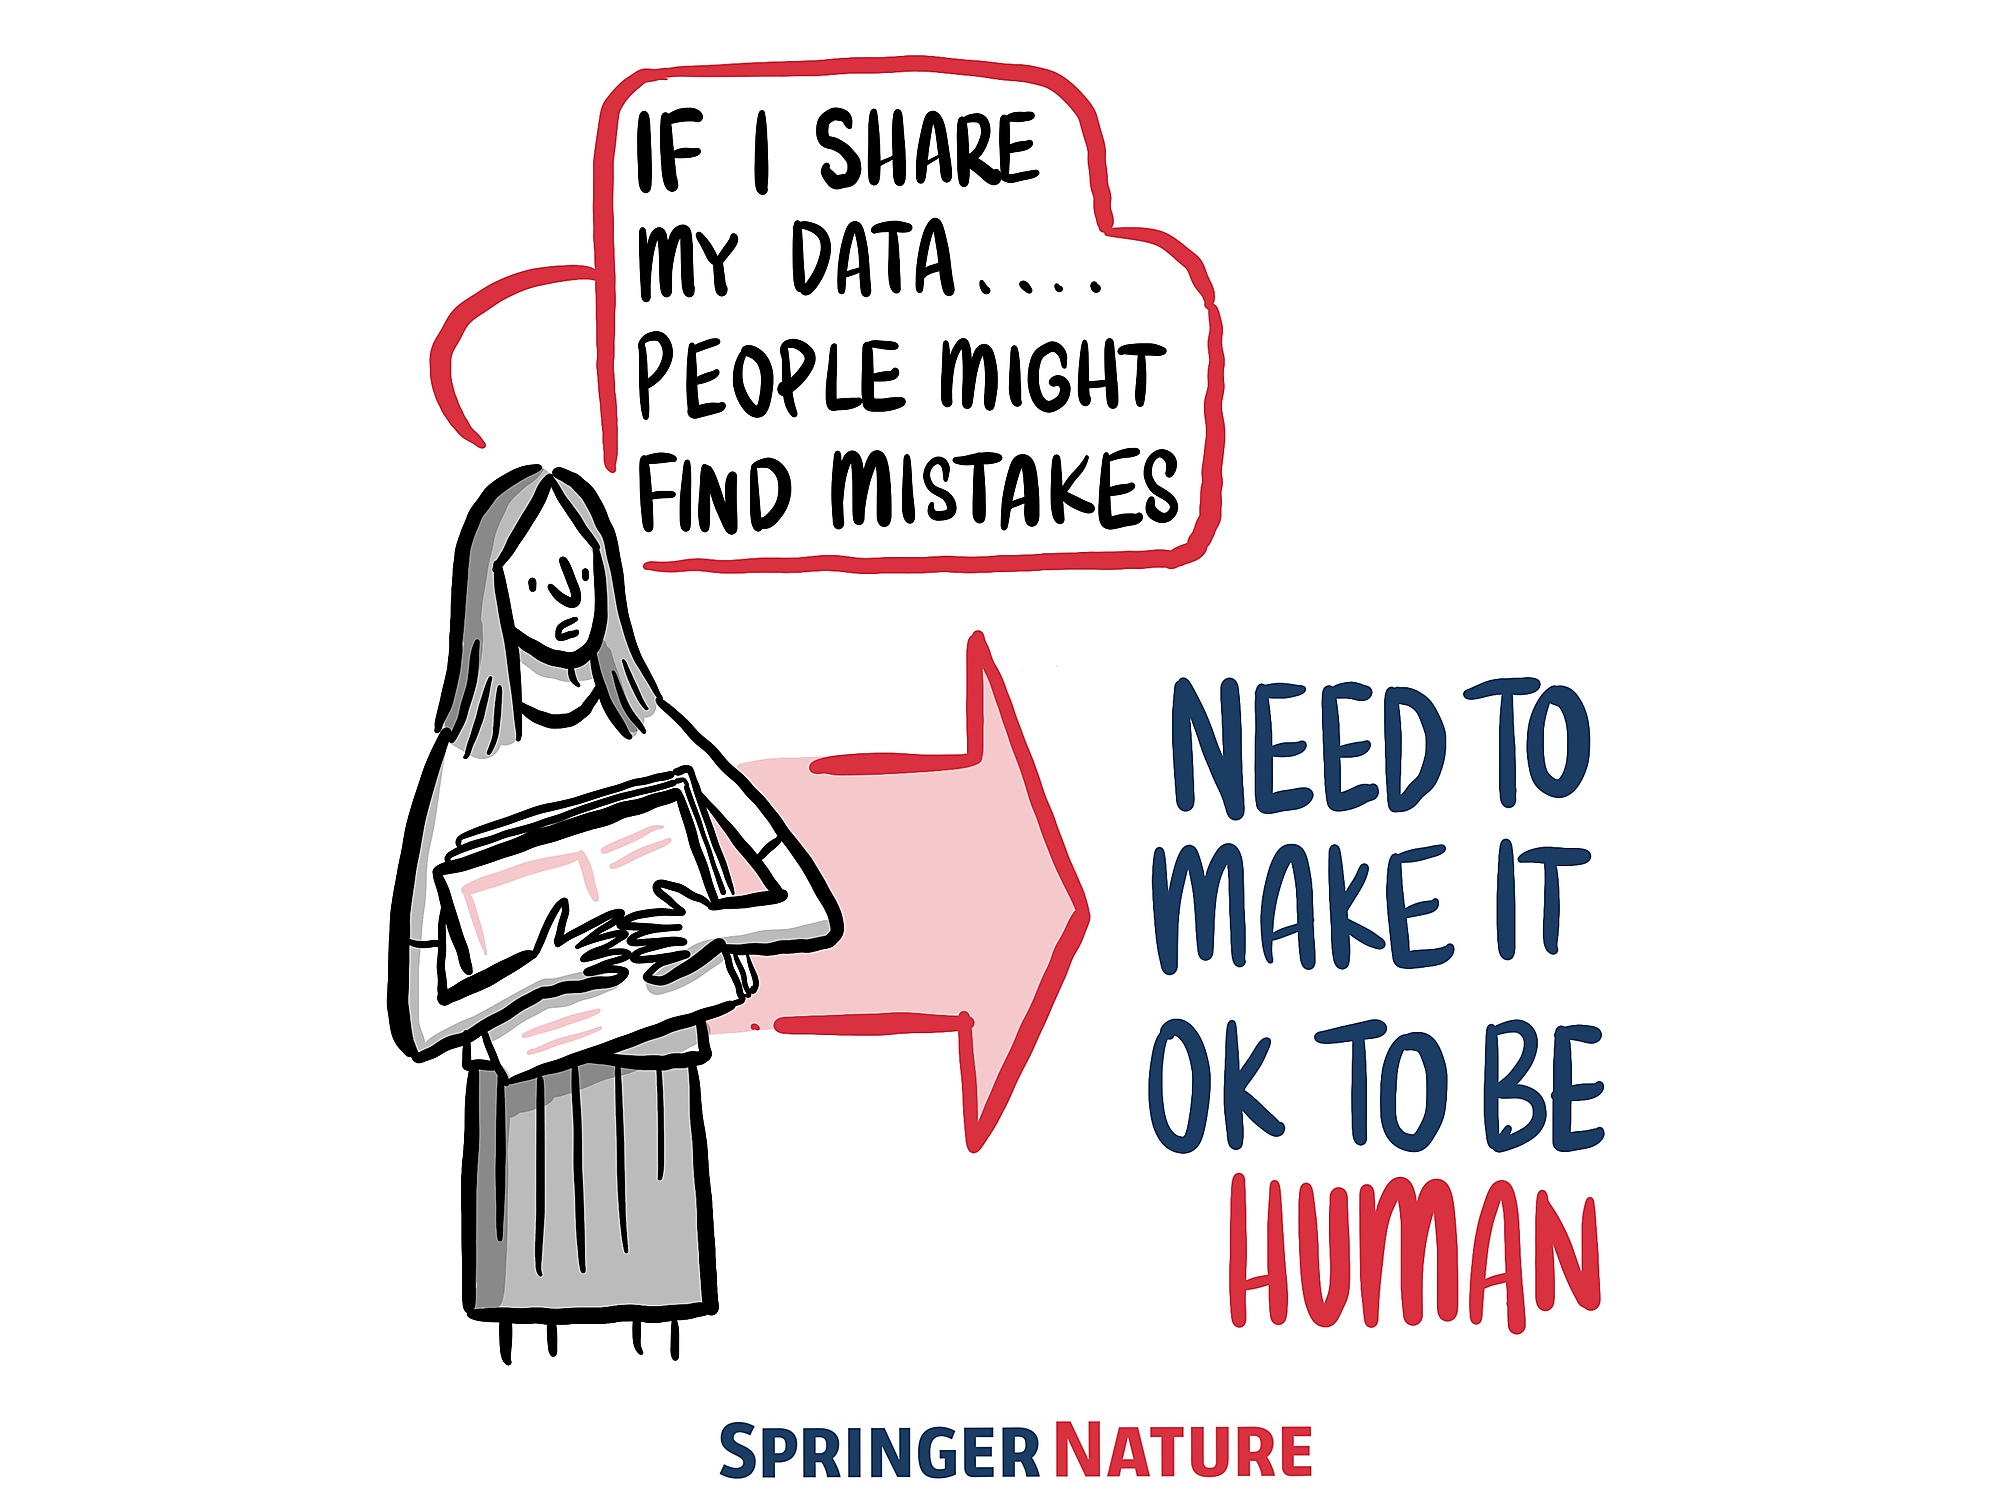 IF I SHARE
MY DATA....
PEOPLE MIGHT
FIND MISTAKES
NEED TO
MAKE IT
OK TO BE
HUMAN
SPRINGER NATURE